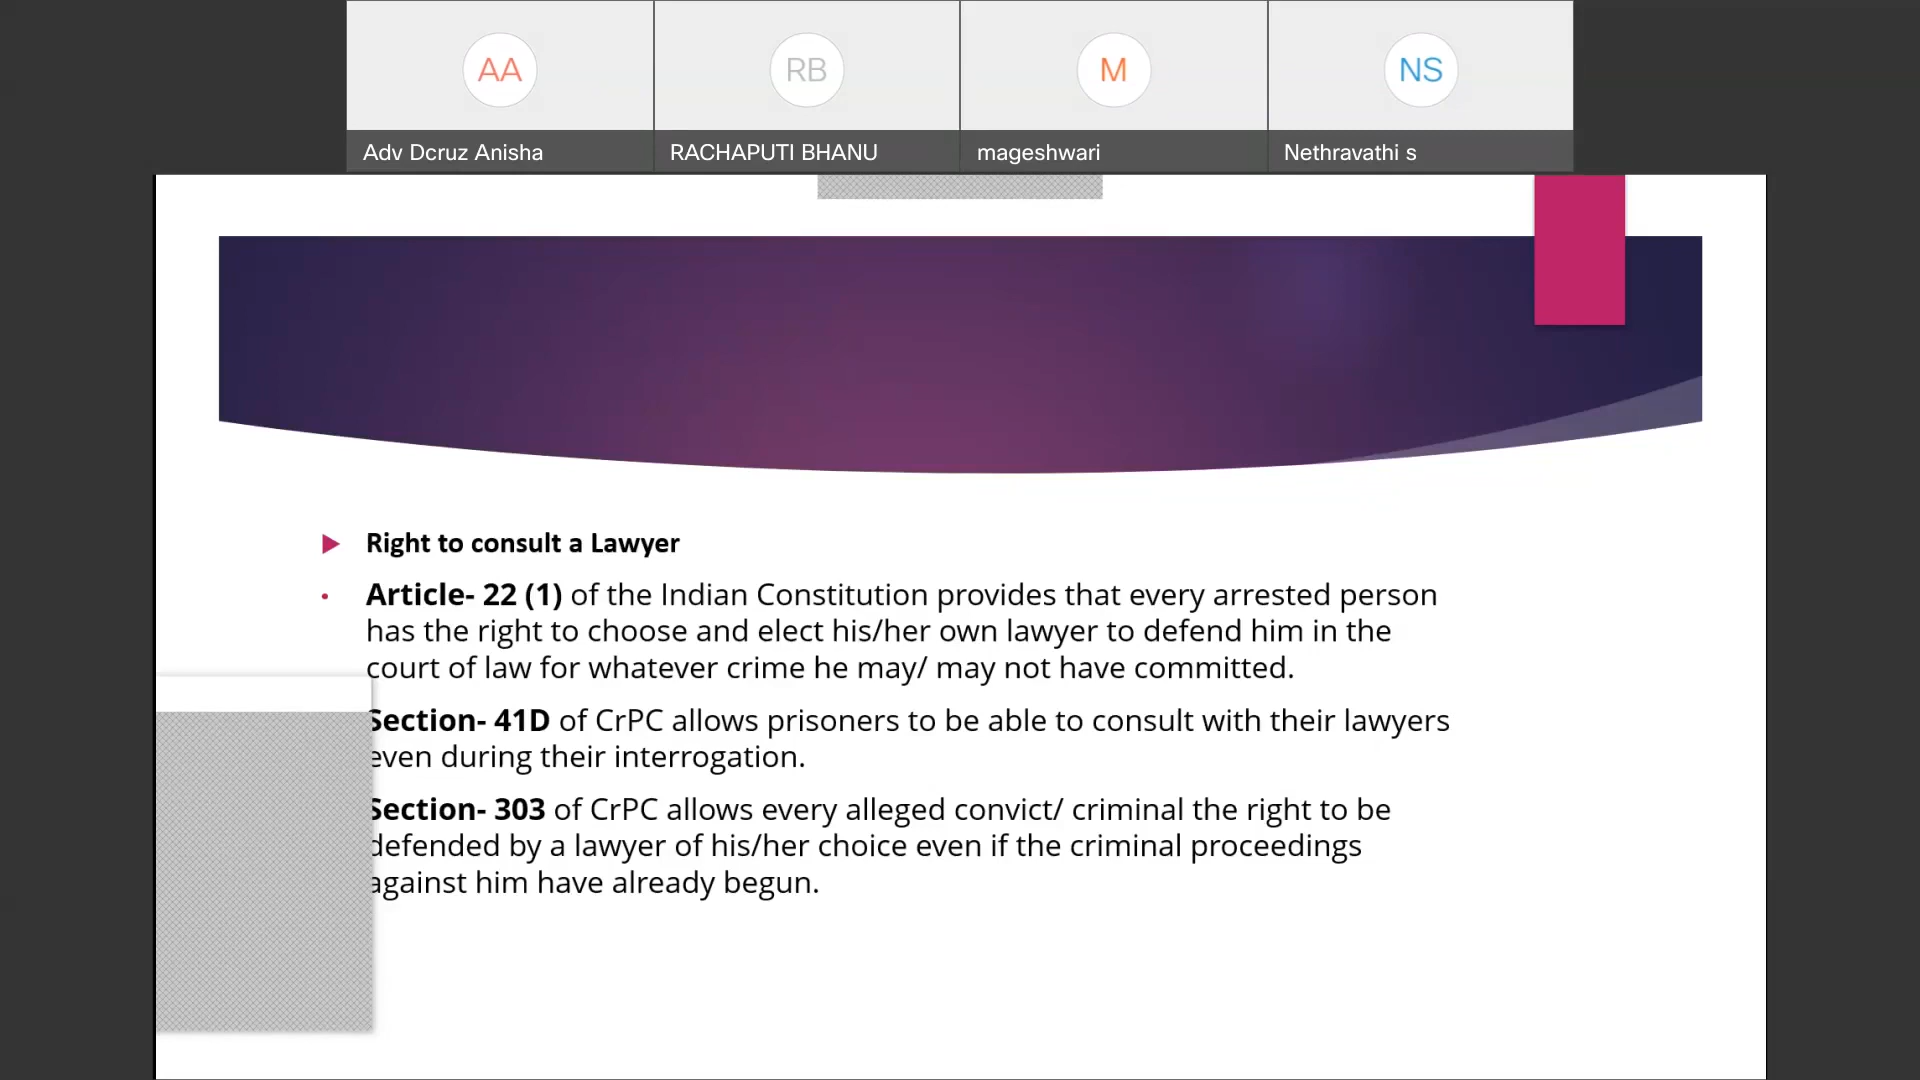 AA
RB
M
NS
Adv Dcruz Anisha
RACHAPUTI BHANU
mageshwari
Nethravathi s
Right to consult a Lawyer
Article- 22 (1) of the Indian Constitution provides that every arrested person
has the right to choose and elect his/her own lawyer to defend him in the
court of law for whatever crime he may/ may not have committed.
Section- 41D of CrPC allows prisoners to be able to consult with their lawyers
even during their interrogation.
Section- 303 of CrPC allows every alleged convict/ criminal the right to be
defended by a lawyer of his/her choice even if the criminal proceedings
against him have already begun.